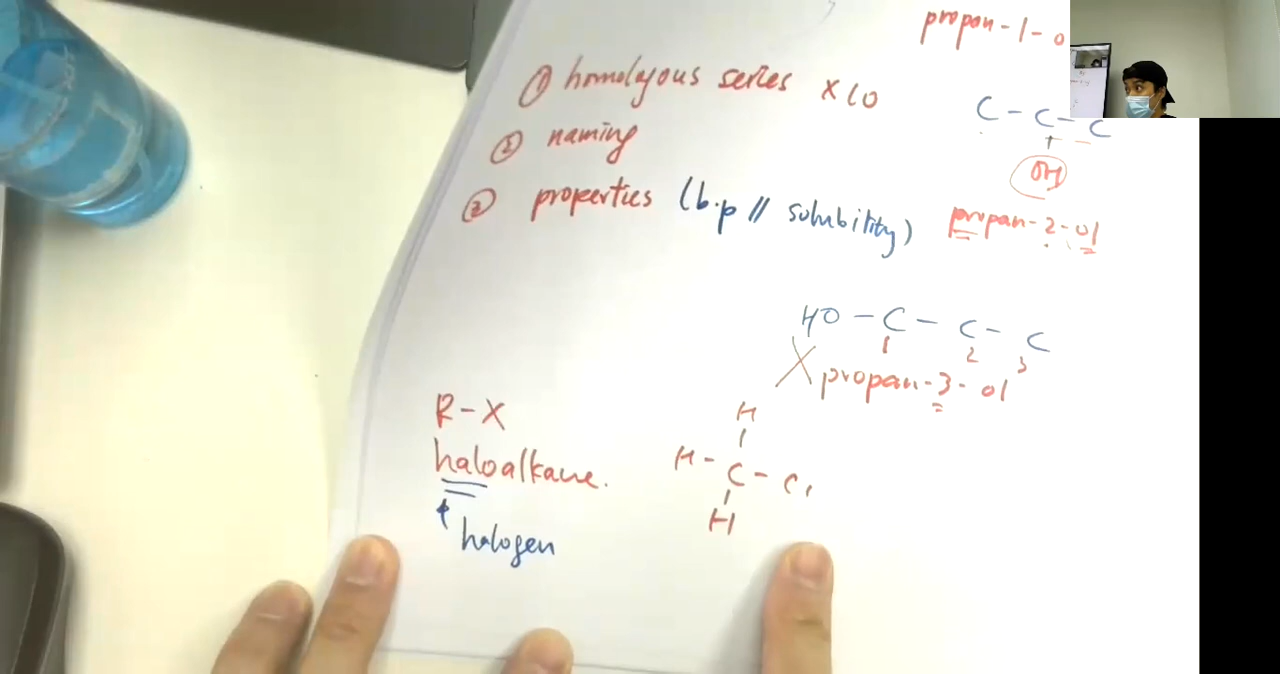 propan-1-o
① homologous series x10
② naming
② properties (b.p // solubility)
C - C - C
OH
propan-2-ol
HO - C - C - C
1 2 3
X propan-3-ol
R-X
haloalkane.
halogen
H
H - C - Cl
H